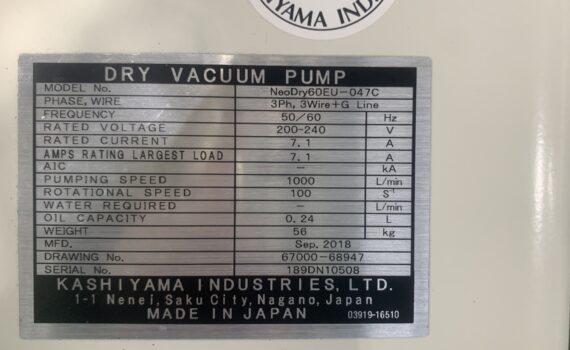 YAMA IND
DRY VACUUM PUMP
MODEL No. NeoDry60EU-047C
PHASE, WIRE 3Ph, 3Wire+G Line
FREQUENCY 50/60 Hz
RATED VOLTAGE 200-240 V
RATED CURRENT 7.1 A
AMPS RATING LARGEST LOAD 7.1 A
AIC — kA
PUMPING SPEED 1000 L/min
ROTATIONAL SPEED 100 S⁻¹
WATER REQUIRED — L/min
OIL CAPACITY 0.24 L
WEIGHT 56 kg
MFD. Sep. 2018
DRAWING No. 67000-68947
SERIAL No. 189DN10508
KASHIYAMA INDUSTRIES, LTD.
1-1 Nenei, Saku City, Nagano, Japan
MADE IN JAPAN 03919-16510